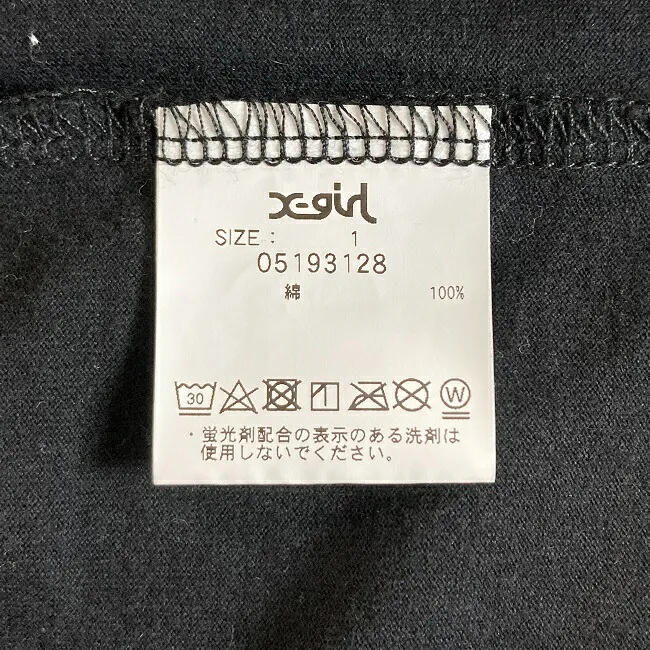 X-girl
SIZE : 1
05193128
綿 100%
30 W
・蛍光剤配合の表示のある洗剤は
使用しないでください。